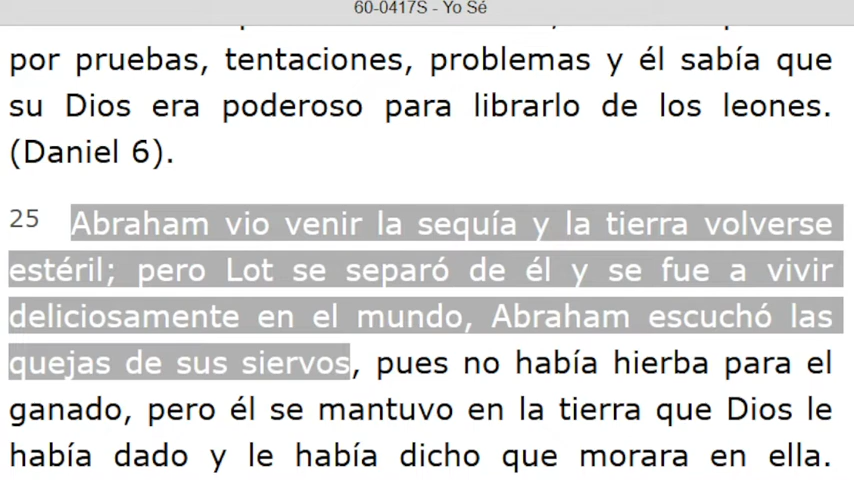 60-0417S - Yo Sé
por pruebas, tentaciones, problemas y él sabía que
su Dios era poderoso para librarlo de los leones.
(Daniel 6).
25 Abraham vio venir la sequía y la tierra volverse
estéril; pero Lot se separó de él y se fue a vivir
deliciosamente en el mundo, Abraham escuchó las
quejas de sus siervos, pues no había hierba para el
ganado, pero él se mantuvo en la tierra que Dios le
había dado y le había dicho que morara en ella.